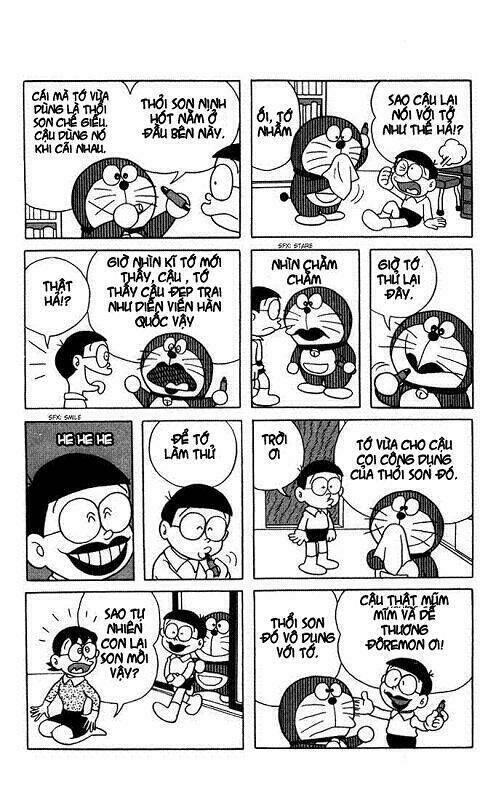 SAO CẬU LẠI
NÓI VỚI TỚ
NHƯ THẾ HẢ!?
ỐI, TỚ
NHẦM
THỎI SON NỊNH
HÓT NẰM Ở
ĐẦU BÊN NÀY.
CÁI MÀ TỚ VỪA
DÙNG LÀ THỎI
SON CHẾ GIỄU.
CẬU DÙNG NÓ
KHI CÃI NHAU.
GIỜ TỚ
THỬ LẠI
ĐÂY.
SFX: STARE
NHÌN CHẰM
CHẰM
GIỜ NHÌN KĨ TỚ MỚI
THẤY, CẬU , TỚ
THẤY CẬU ĐẸP TRAI
NHƯ DIỄN VIÊN HÀN
QUỐC VẬY
THẬT
HẢ!?
TỚ VỪA CHO CẬU
COI CÔNG DỤNG
CỦA THỎI SON ĐÓ.
TRỜI
ƠI
ĐỂ TỚ
LÀM THỬ
SFX: SMILE
HE HE HE
CẬU THẬT MŨM
MĨM VÃ DỄ
THƯƠNG
ĐÔREMON ƠI!
THỎI SON
ĐÓ VÔ DỤNG
VỚI TỚ.
SAO TỰ
NHIÊN
CON LẠI
SON MÔI
VẬY?